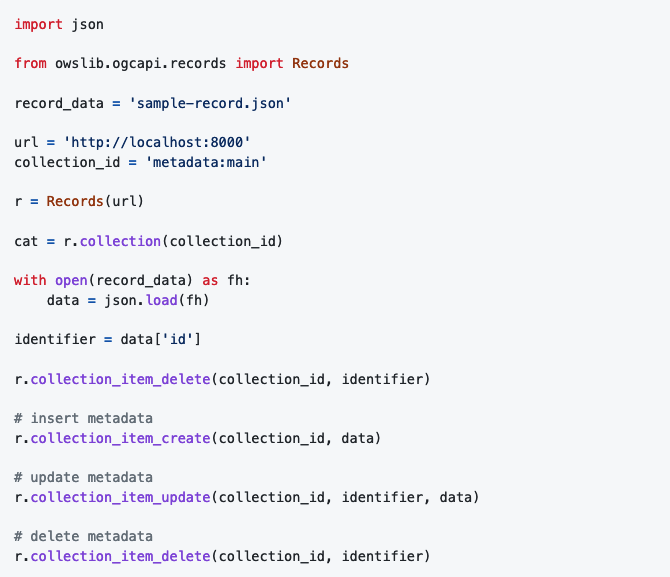 import json
from owslib.ogcapi.records import Records
record_data = 'sample-record.json'
url = 'http://localhost:8000'
collection_id = 'metadata:main'
r = Records(url)
cat = r.collection(collection_id)
with open(record_data) as fh:
    data = json.load(fh)
identifier = data['id']
r.collection_item_delete(collection_id, identifier)
# insert metadata
r.collection_item_create(collection_id, data)
# update metadata
r.collection_item_update(collection_id, identifier, data)
# delete metadata
r.collection_item_delete(collection_id, identifier)